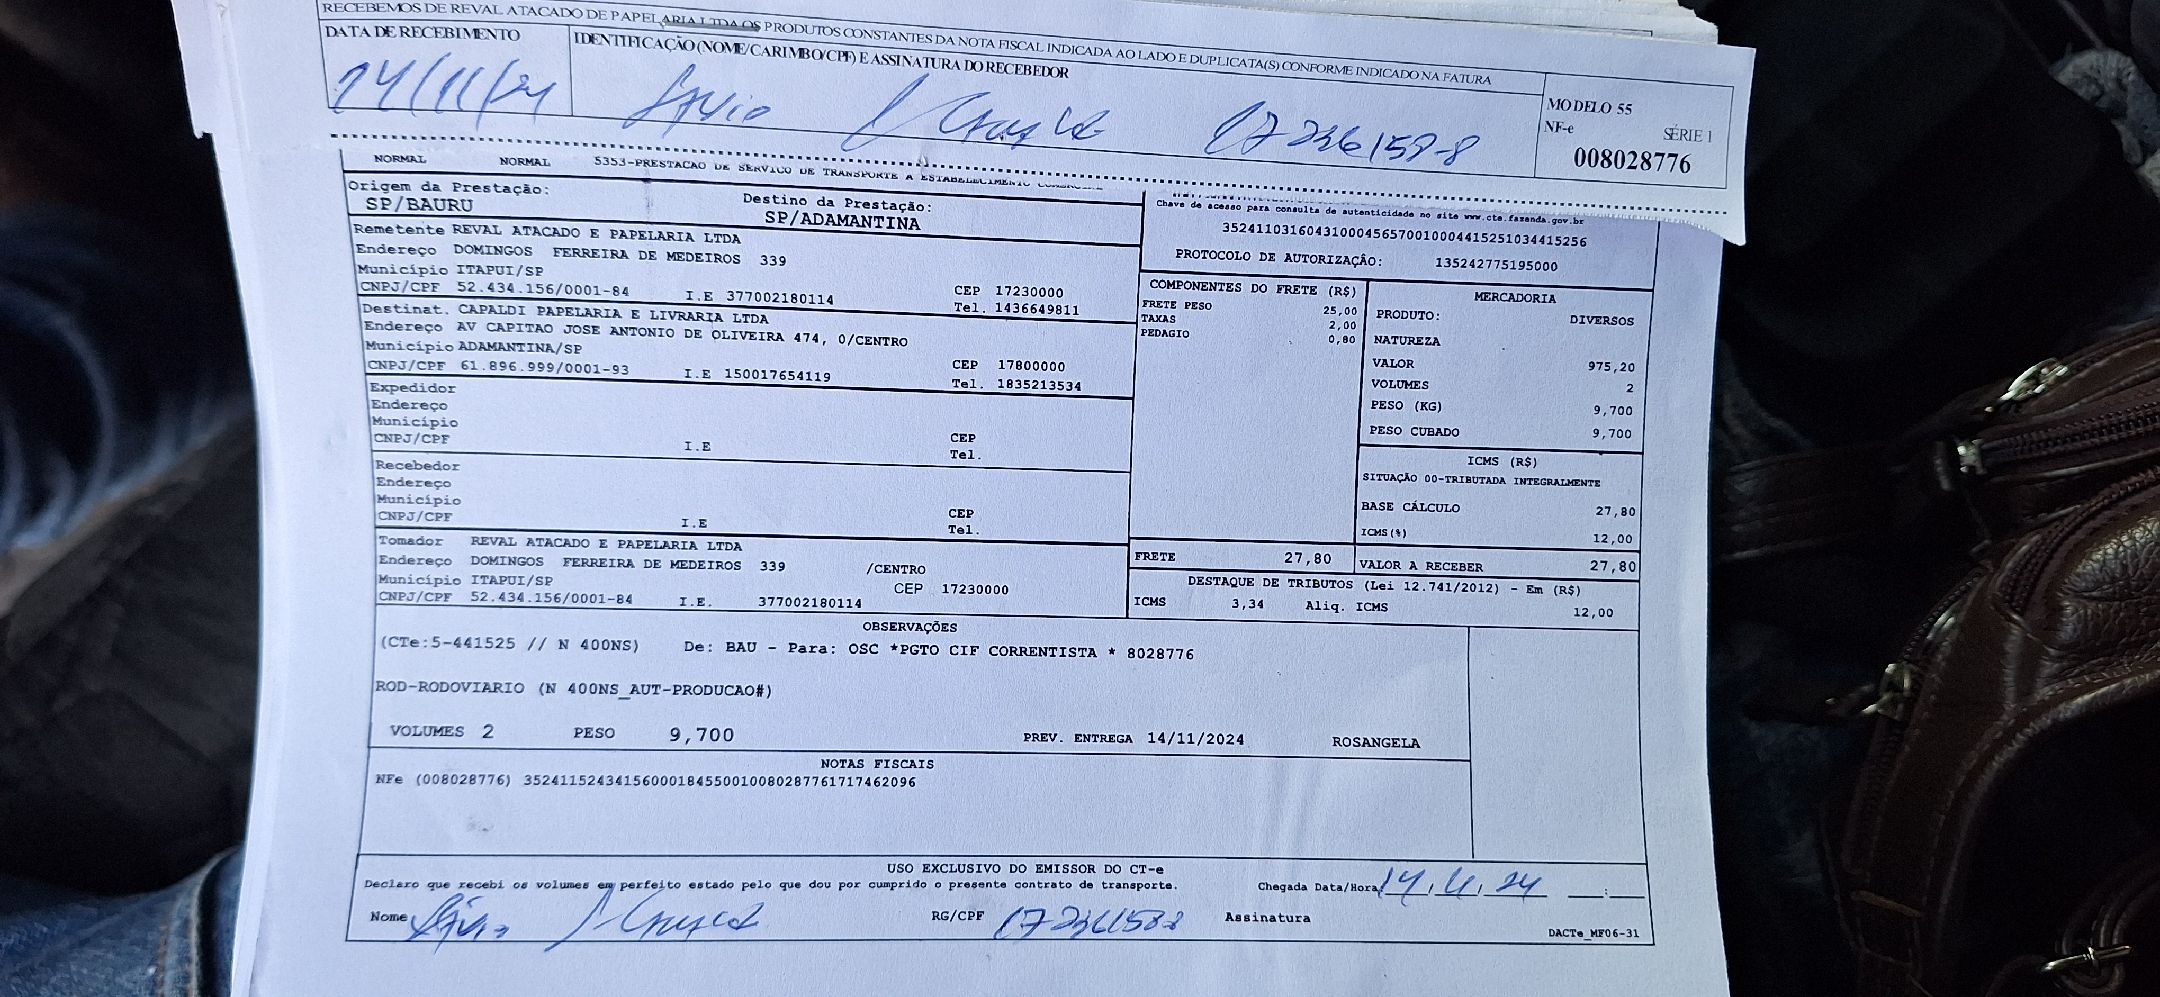 RECEBEMOS DE REVAL ATACADO DE PAPELARIA LTDA OS PRODUTOS CONSTANTES DA NOTA FISCAL INDICADA AO LADO E DUPLICATA(S) CONFORME INDICADO NA FATURA
DATA DE RECEBIMENTO IDENTIFICAÇÃO (NOME/CARIMBO/CPF) E ASSINATURA DO RECEBEDOR
14/11/24
MODELO 55
NF-e SÉRIE 1
008028776
NORMAL NORMAL 5353-PRESTACAO DE SERVICO DE TRANSPORTE A ESTABELECIMENTO
Origem da Prestação: Destino da Prestação:
SP/BAURU SP/ADAMANTINA
Chave de acesso para consulta de autenticidade no site www.cte.fazenda.gov.br
35241103160431000456570010004415251034415256
PROTOCOLO DE AUTORIZAÇÃO: 135242775195000
Remetente REVAL ATACADO E PAPELARIA LTDA
Endereço DOMINGOS FERREIRA DE MEDEIROS 339
Município ITAPUI/SP CEP 17230000
CNPJ/CPF 52.434.156/0001-84 I.E 377002180114 Tel. 1436649811
Destinat. CAPALDI PAPELARIA E LIVRARIA LTDA
Endereço AV CAPITAO JOSE ANTONIO DE OLIVEIRA 474, 0/CENTRO
Município ADAMANTINA/SP CEP 17800000
CNPJ/CPF 61.896.999/0001-93 I.E 150017654119 Tel. 1835213534
Expedidor
Endereço
Município CEP
CNPJ/CPF I.E Tel.
Recebedor
Endereço
Município CEP
CNPJ/CPF I.E Tel.
Tomador REVAL ATACADO E PAPELARIA LTDA
Endereço DOMINGOS FERREIRA DE MEDEIROS 339 /CENTRO
Município ITAPUI/SP CEP 17230000
CNPJ/CPF 52.434.156/0001-84 I.E. 377002180114
COMPONENTES DO FRETE (R$)
FRETE PESO 25,00
TAXAS 2,00
PEDAGIO 0,80
MERCADORIA
PRODUTO: DIVERSOS
NATUREZA
VALOR 975,20
VOLUMES 2
PESO (KG) 9,700
PESO CUBADO 9,700
ICMS (R$)
SITUAÇÃO 00-TRIBUTADA INTEGRALMENTE
BASE CÁLCULO 27,80
ICMS(%) 12,00
FRETE 27,80 VALOR A RECEBER 27,80
DESTAQUE DE TRIBUTOS (Lei 12.741/2012) - Em (R$)
ICMS 3,34 Aliq. ICMS 12,00
OBSERVAÇÕES
(CTe:5-441525 // N 400NS) De: BAU - Para: OSC *PGTO CIF CORRENTISTA * 8028776
ROD-RODOVIARIO (N 400NS_AUT-PRODUCAO#)
VOLUMES 2 PESO 9,700 PREV. ENTREGA 14/11/2024 ROSANGELA
NOTAS FISCAIS
NFe (008028776) 35241152434156000184550010080287761717462096
USO EXCLUSIVO DO EMISSOR DO CT-e
Declaro que recebi os volumes em perfeito estado pelo que dou por cumprido o presente contrato de transporte. Chegada Data/Hora 14.11.24 __:__
Nome RG/CPF Assinatura
DACTe_MF06-31